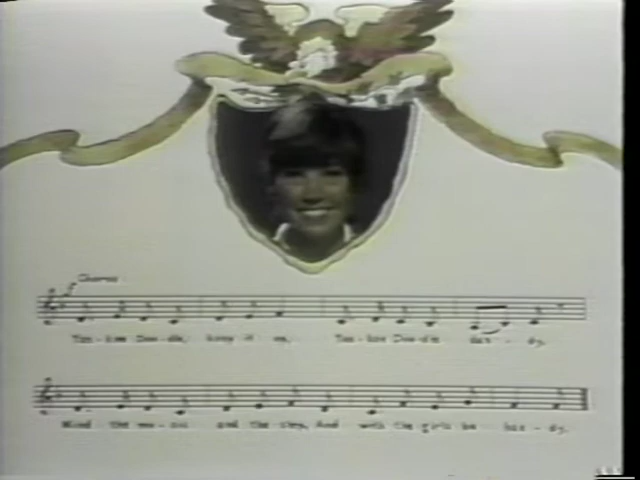 Chorus
Yan-kee Doo-dle, keep it up, Yan-kee Doo-dle dan-dy,
Mind the mu-sic and the step, And with the girls be han-dy.